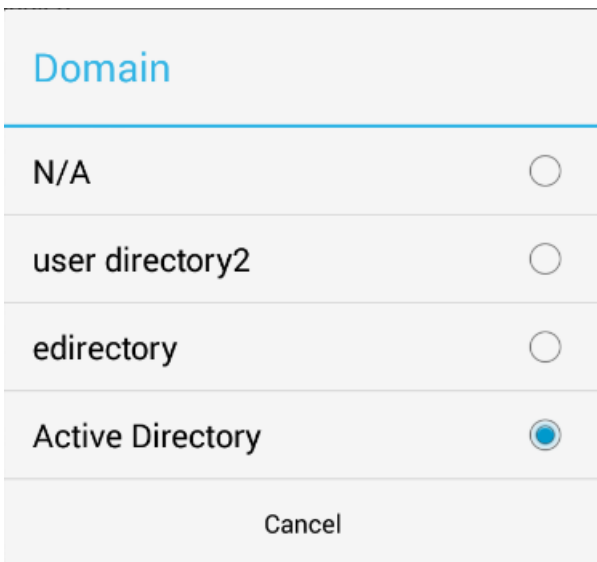 Domain
N/A
user directory2
edirectory
Active Directory
Cancel